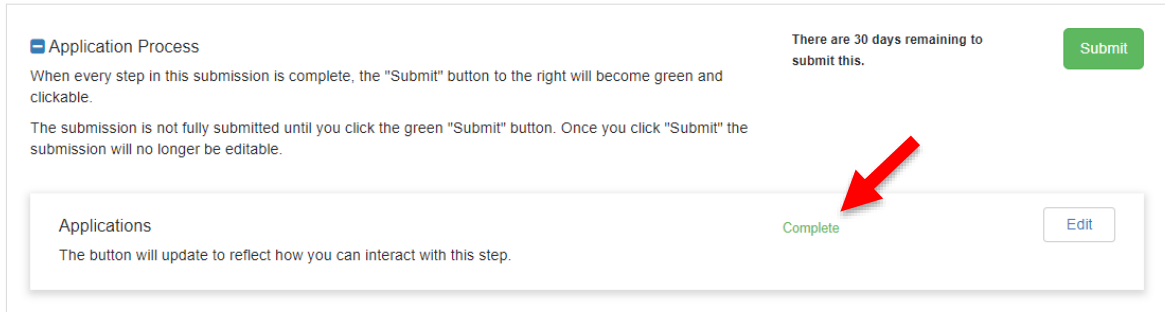 Application Process
When every step in this submission is complete, the "Submit" button to the right will become green and
clickable.
The submission is not fully submitted until you click the green "Submit" button. Once you click "Submit" the
submission will no longer be editable.
There are 30 days remaining to
submit this.
Submit
Applications
The button will update to reflect how you can interact with this step.
Complete
Edit